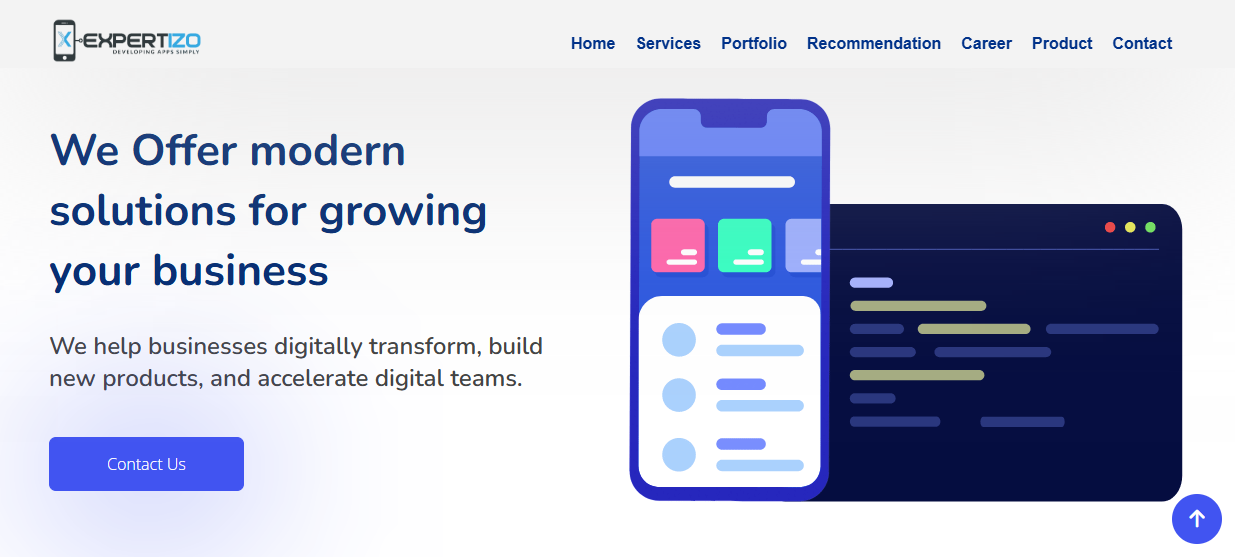 EXPERTIZO
DEVELOPING APPS SIMPLY
Home Services Portfolio Recommendation Career Product Contact
We Offer modern
solutions for growing
your business
We help businesses digitally transform, build
new products, and accelerate digital teams.
Contact Us